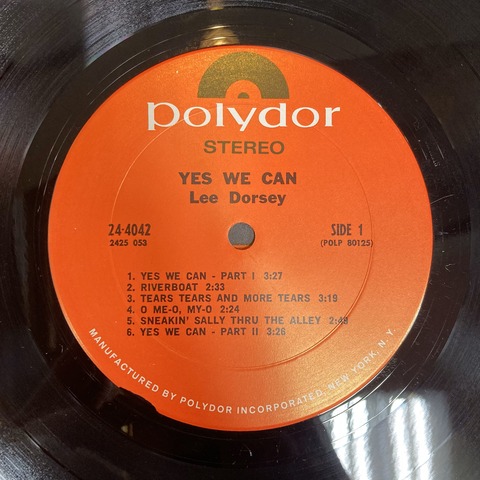 polydor
STEREO
YES WE CAN
Lee Dorsey
24-4042
2425 053
SIDE 1
(POLP 80125)
1. YES WE CAN - PART I 3:27
2. RIVERBOAT 2:33
3. TEARS TEARS AND MORE TEARS 3:19
4. O ME-O, MY-O 2:24
5. SNEAKIN' SALLY THRU THE ALLEY 2:49
6. YES WE CAN - PART II 3:26
MANUFACTURED BY POLYDOR INCORPORATED, NEW YORK, N. Y.